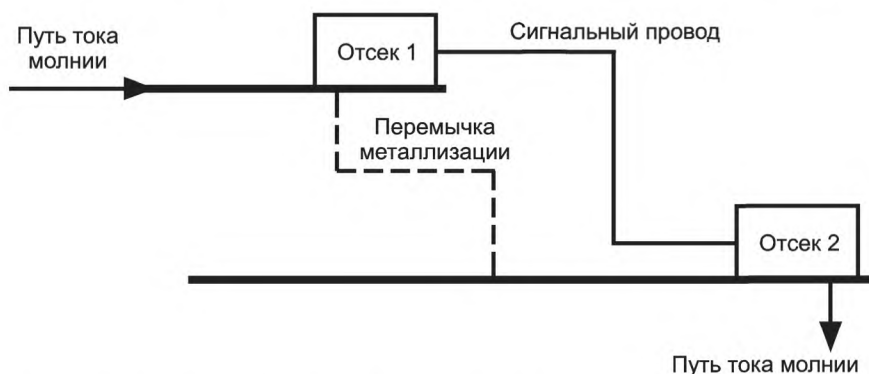 Путь тока
молнии
Отсек 1
Сигнальный провод
Перемычка
металлизации
Отсек 2
Путь тока молнии